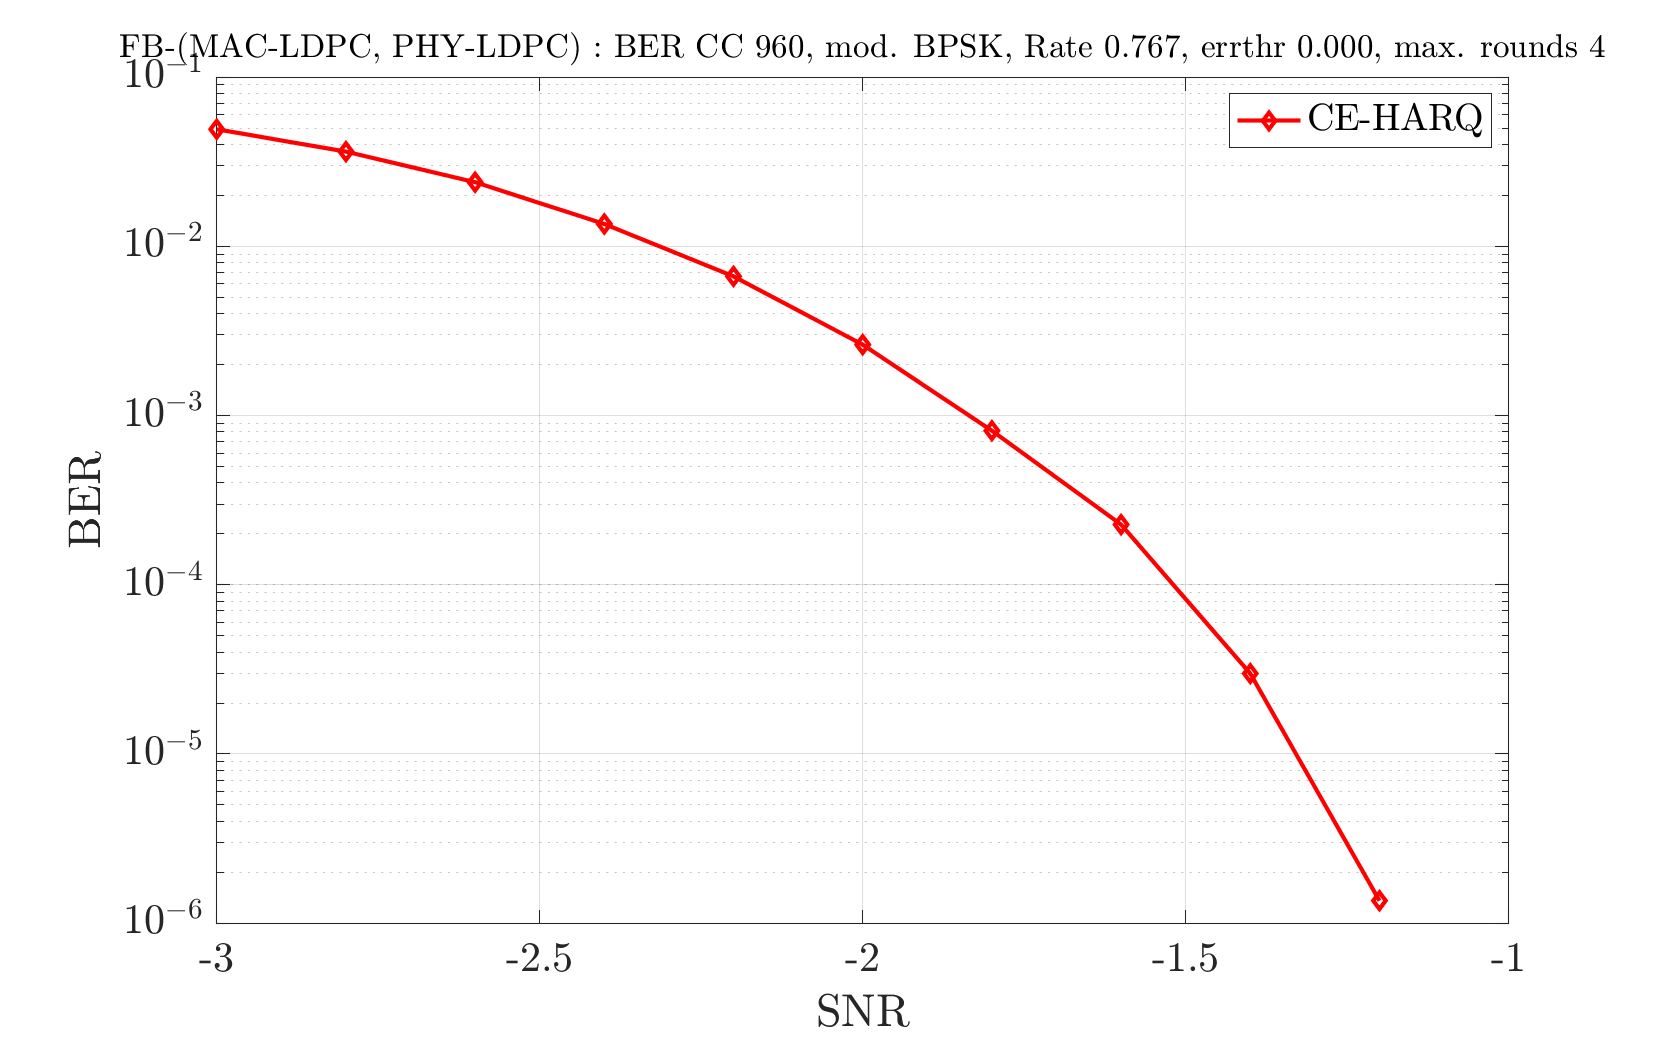 FB-(MAC-LDPC, PHY-LDPC) : BER CC 960, mod. BPSK, Rate 0.767, errthr 0.000, max. rounds 4
CE-HARQ
10⁻¹
10⁻²
10⁻³
10⁻⁴
10⁻⁵
10⁻⁶
BER
-3
-2.5
-2
-1.5
-1
SNR